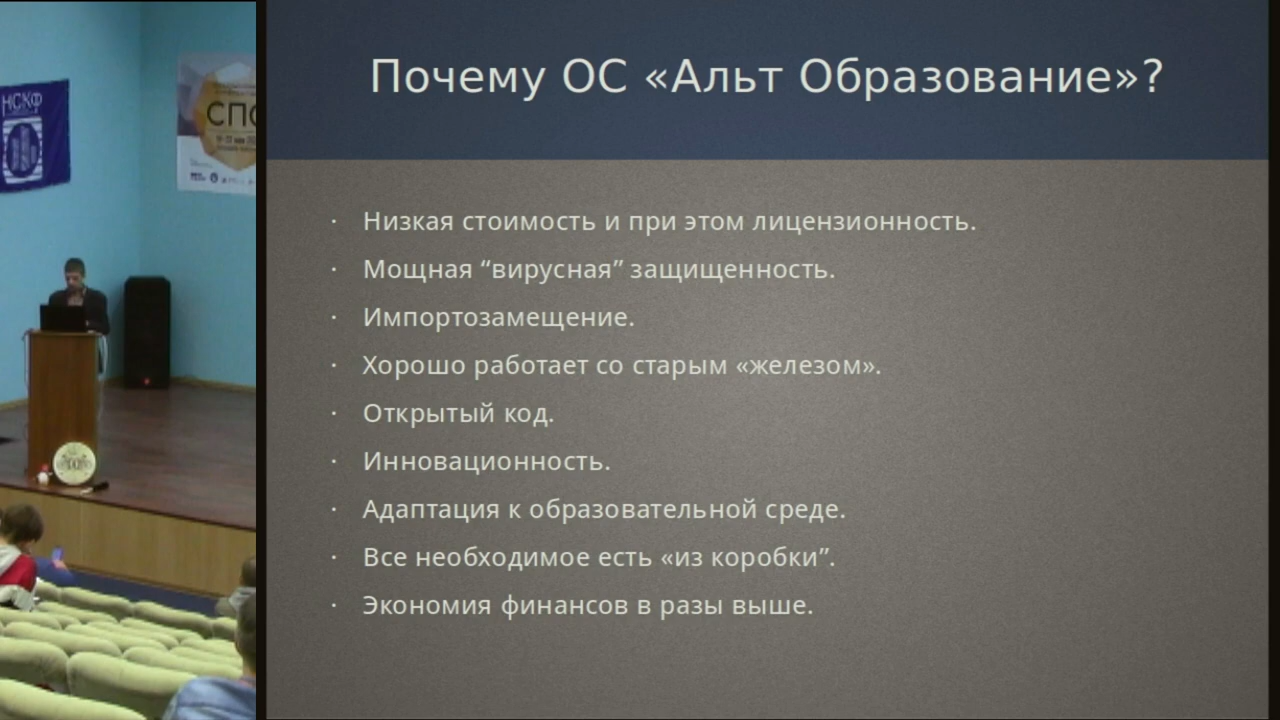 НСКФ
СПО
Почему ОС «Альт Образование»?
· Низкая стоимость и при этом лицензионность.
· Мощная “вирусная” защищенность.
· Импортозамещение.
· Хорошо работает со старым «железом».
· Открытый код.
· Инновационность.
· Адаптация к образовательной среде.
· Все необходимое есть «из коробки”.
· Экономия финансов в разы выше.